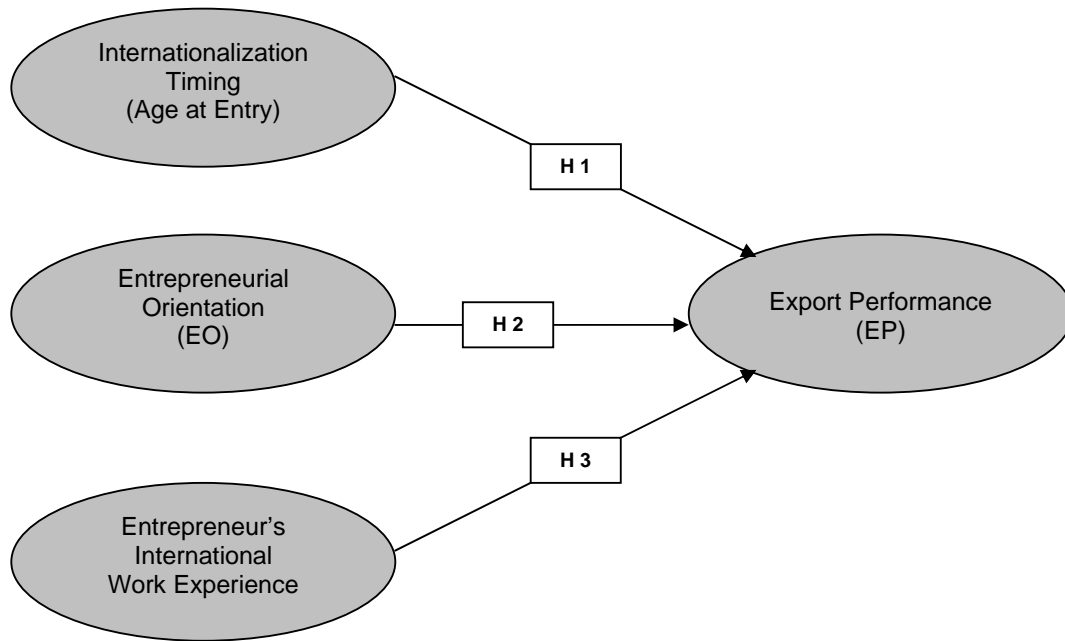 Internationalization
Timing
(Age at Entry)
H 1
Entrepreneurial
Orientation
(EO)
H 2
Export Performance
(EP)
H 3
Entrepreneur’s
International
Work Experience